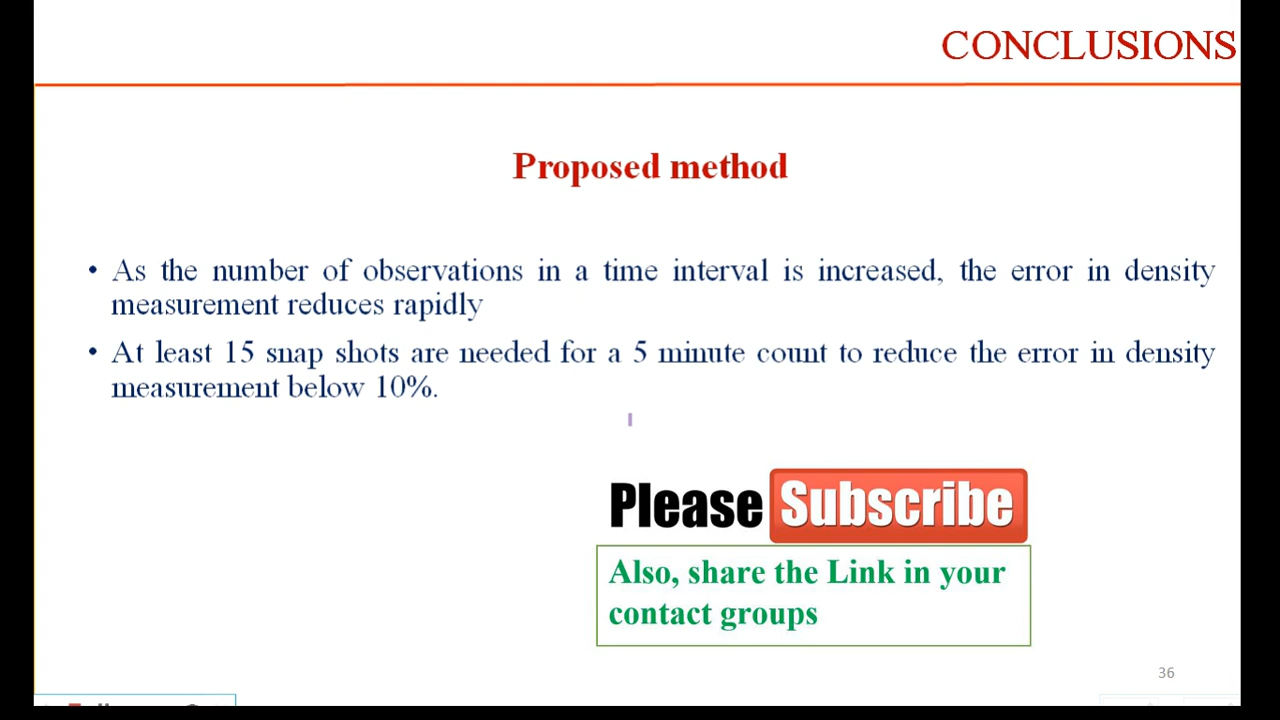 CONCLUSIONS
Proposed method
• As the number of observations in a time interval is increased, the error in density
measurement reduces rapidly
• At least 15 snap shots are needed for a 5 minute count to reduce the error in density
measurement below 10%.
Please Subscribe
Also, share the Link in your
contact groups
36